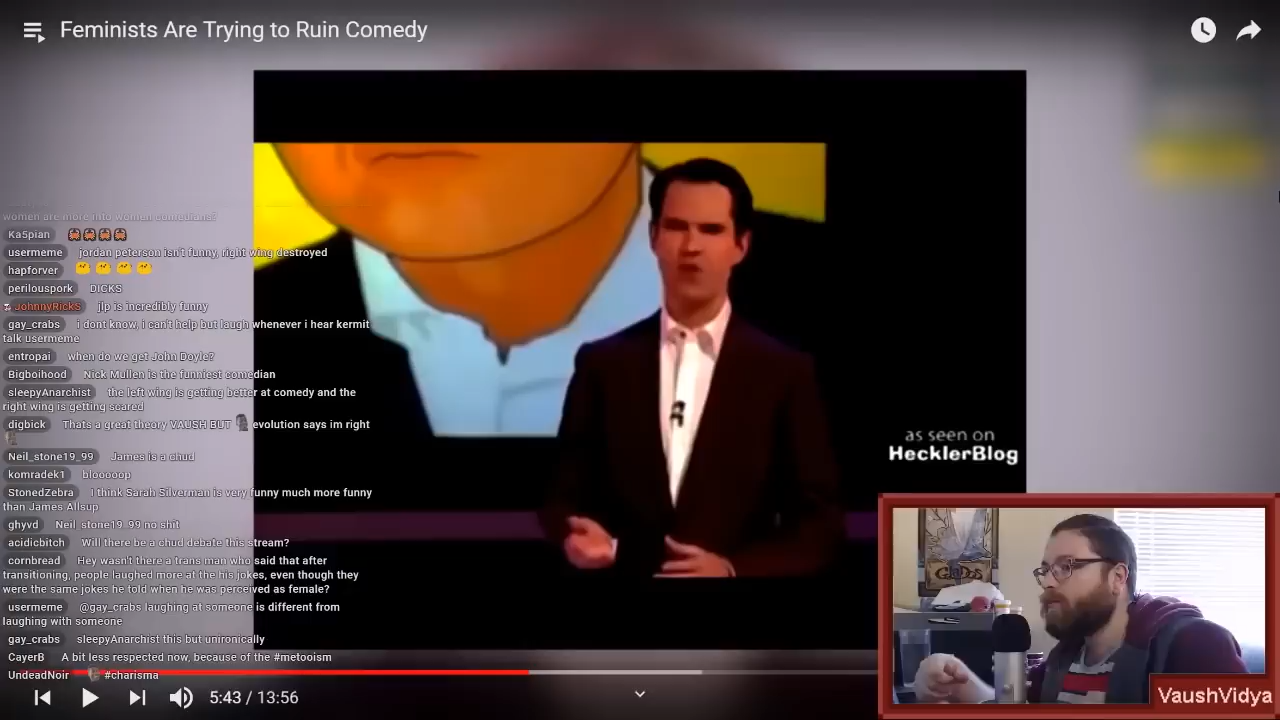 Feminists Are Trying to Ruin Comedy
women are more into women comedians?
Ka5pian
usermeme jordan peterson isn't funny, right wing destroyed
hapforver
perilouspork DICKS
JohnnyRickS jlp is incredibly funny
gay_crabs i dont know, i can't help but laugh whenever i hear kermit
talk usermeme
entropai when do we get John Doyle?
Bigboihood Nick Mullen is the funniest comedian
sleepyAnarchist the left wing is getting better at comedy and the
right wing is getting scared
digbick Thats a great theory VAUSH BUT evolution says im right
Neil_stone19_99 James is a chud
komradek1 blooooop
StonedZebra I think Sarah Silverman is very funny much more funny
than James Allsup
ghyvd Neil_stone19_99 no shit
acidicbitch Will there be a chud debate this stream?
cornbread Hey wasn't there a trans man who said that after
transitioning, people laughed more at the his jokes, even though they
were the same jokes he told when he was perceived as female?
usermeme @gay_crabs laughing at someone is different from
laughing with someone
gay_crabs sleepyAnarchist this but unironically
CayerB A bit less respected now, because of the #metooism
UndeadNoir #charisma
as seen on
HecklerBlog
5:43 / 13:56
VaushVidya